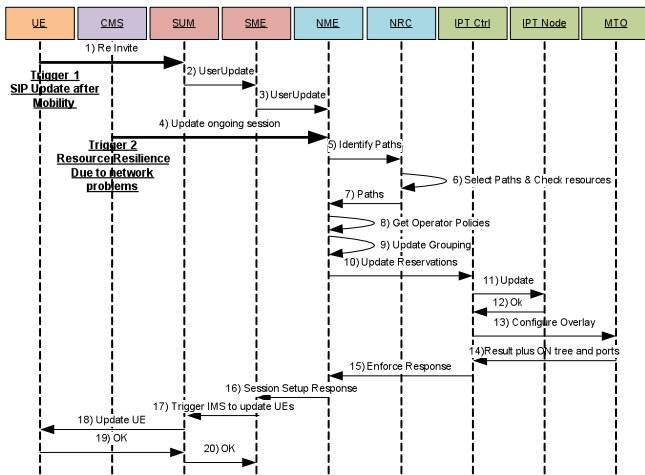 UE CMS SUM SME NME NRC IPT Ctrl IPT Node MTO
1) Re Invite
Trigger 1
SIP Update after
Mobility
2) UserUpdate
3) UserUpdate
4) Update ongoing session
Trigger 2
Resource Resilience
Due to network
problems
5) Identify Paths
6) Select Paths & Check resources
7) Paths
8) Get Operator Policies
9) Update Grouping
10) Update Reservations
11) Update
12) Ok
13) Configure Overlay
14)Result plus ON tree and ports
15) Enforce Response
16) Session Setup Response
17) Trigger IMS to update UEs
18) Update UE
19) OK
20) OK